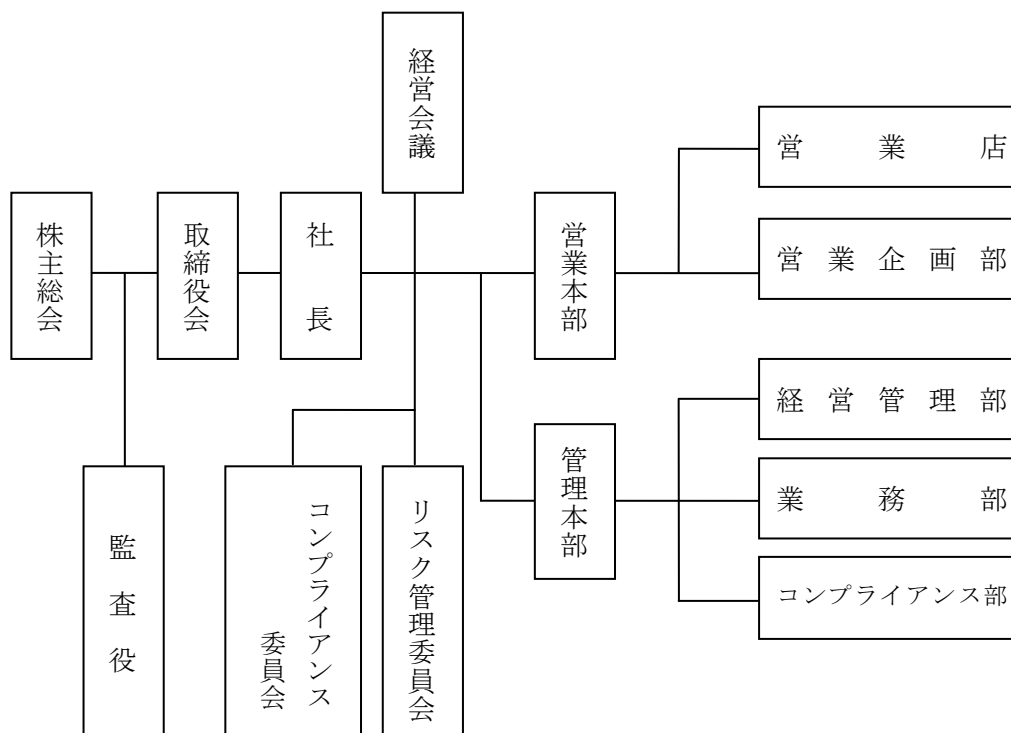 経営会議
株主総会
取締役会
社長
営業本部
営業店
営業企画部
管理本部
経営管理部
業務部
コンプライアンス部
監査役
コンプライアンス
委員会
リスク管理委員会